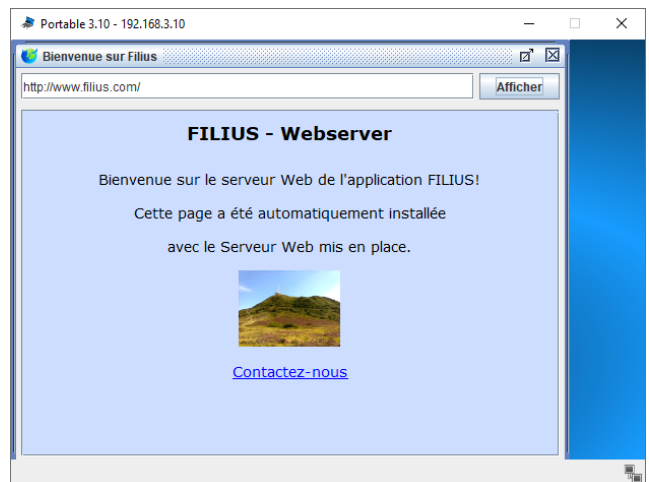 Portable 3.10 - 192.168.3.10
Bienvenue sur Filius
http://www.filius.com/
Afficher
FILIUS - Webserver
Bienvenue sur le serveur Web de l'application FILIUS!
Cette page a été automatiquement installée
avec le Serveur Web mis en place.
Contactez-nous